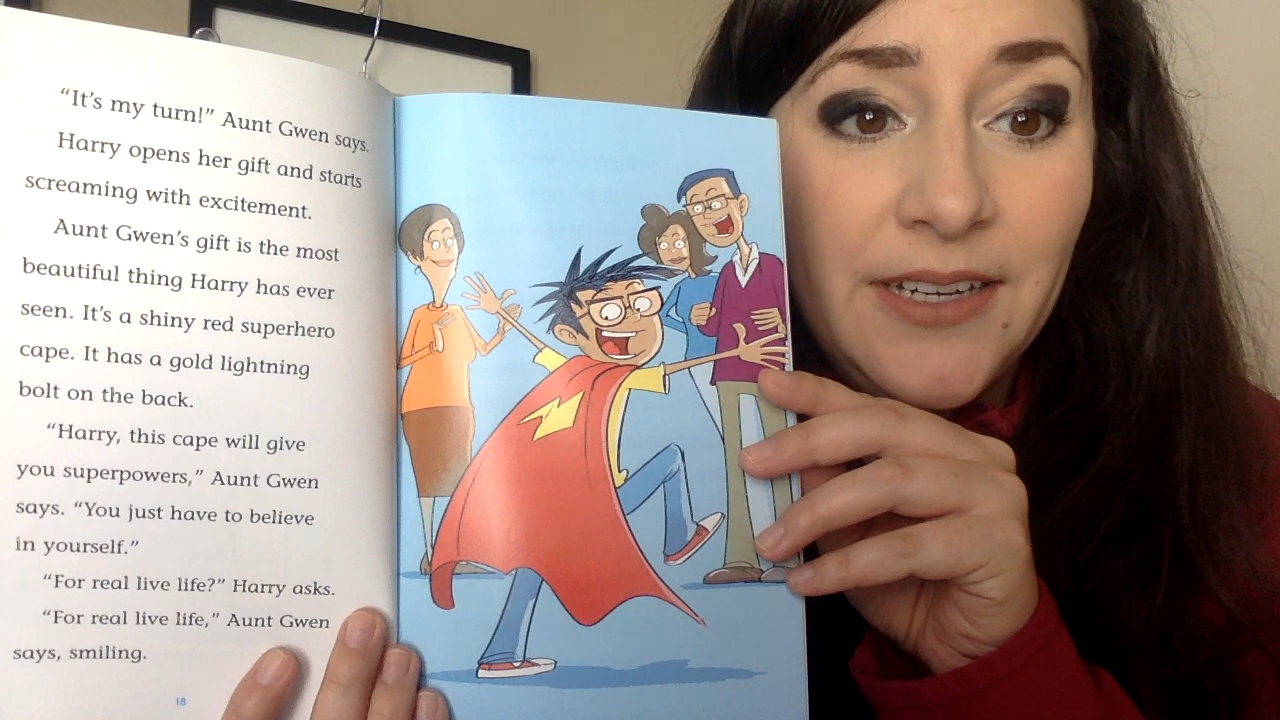 “It’s my turn!” Aunt Gwen says.
Harry opens her gift and starts
screaming with excitement.
Aunt Gwen’s gift is the most
beautiful thing Harry has ever
seen. It’s a shiny red superhero
cape. It has a gold lightning
bolt on the back.
“Harry, this cape will give
you superpowers,” Aunt Gwen
says. “You just have to believe
in yourself.”
“For real live life?” Harry asks.
“For real live life,” Aunt Gwen
says, smiling.
18